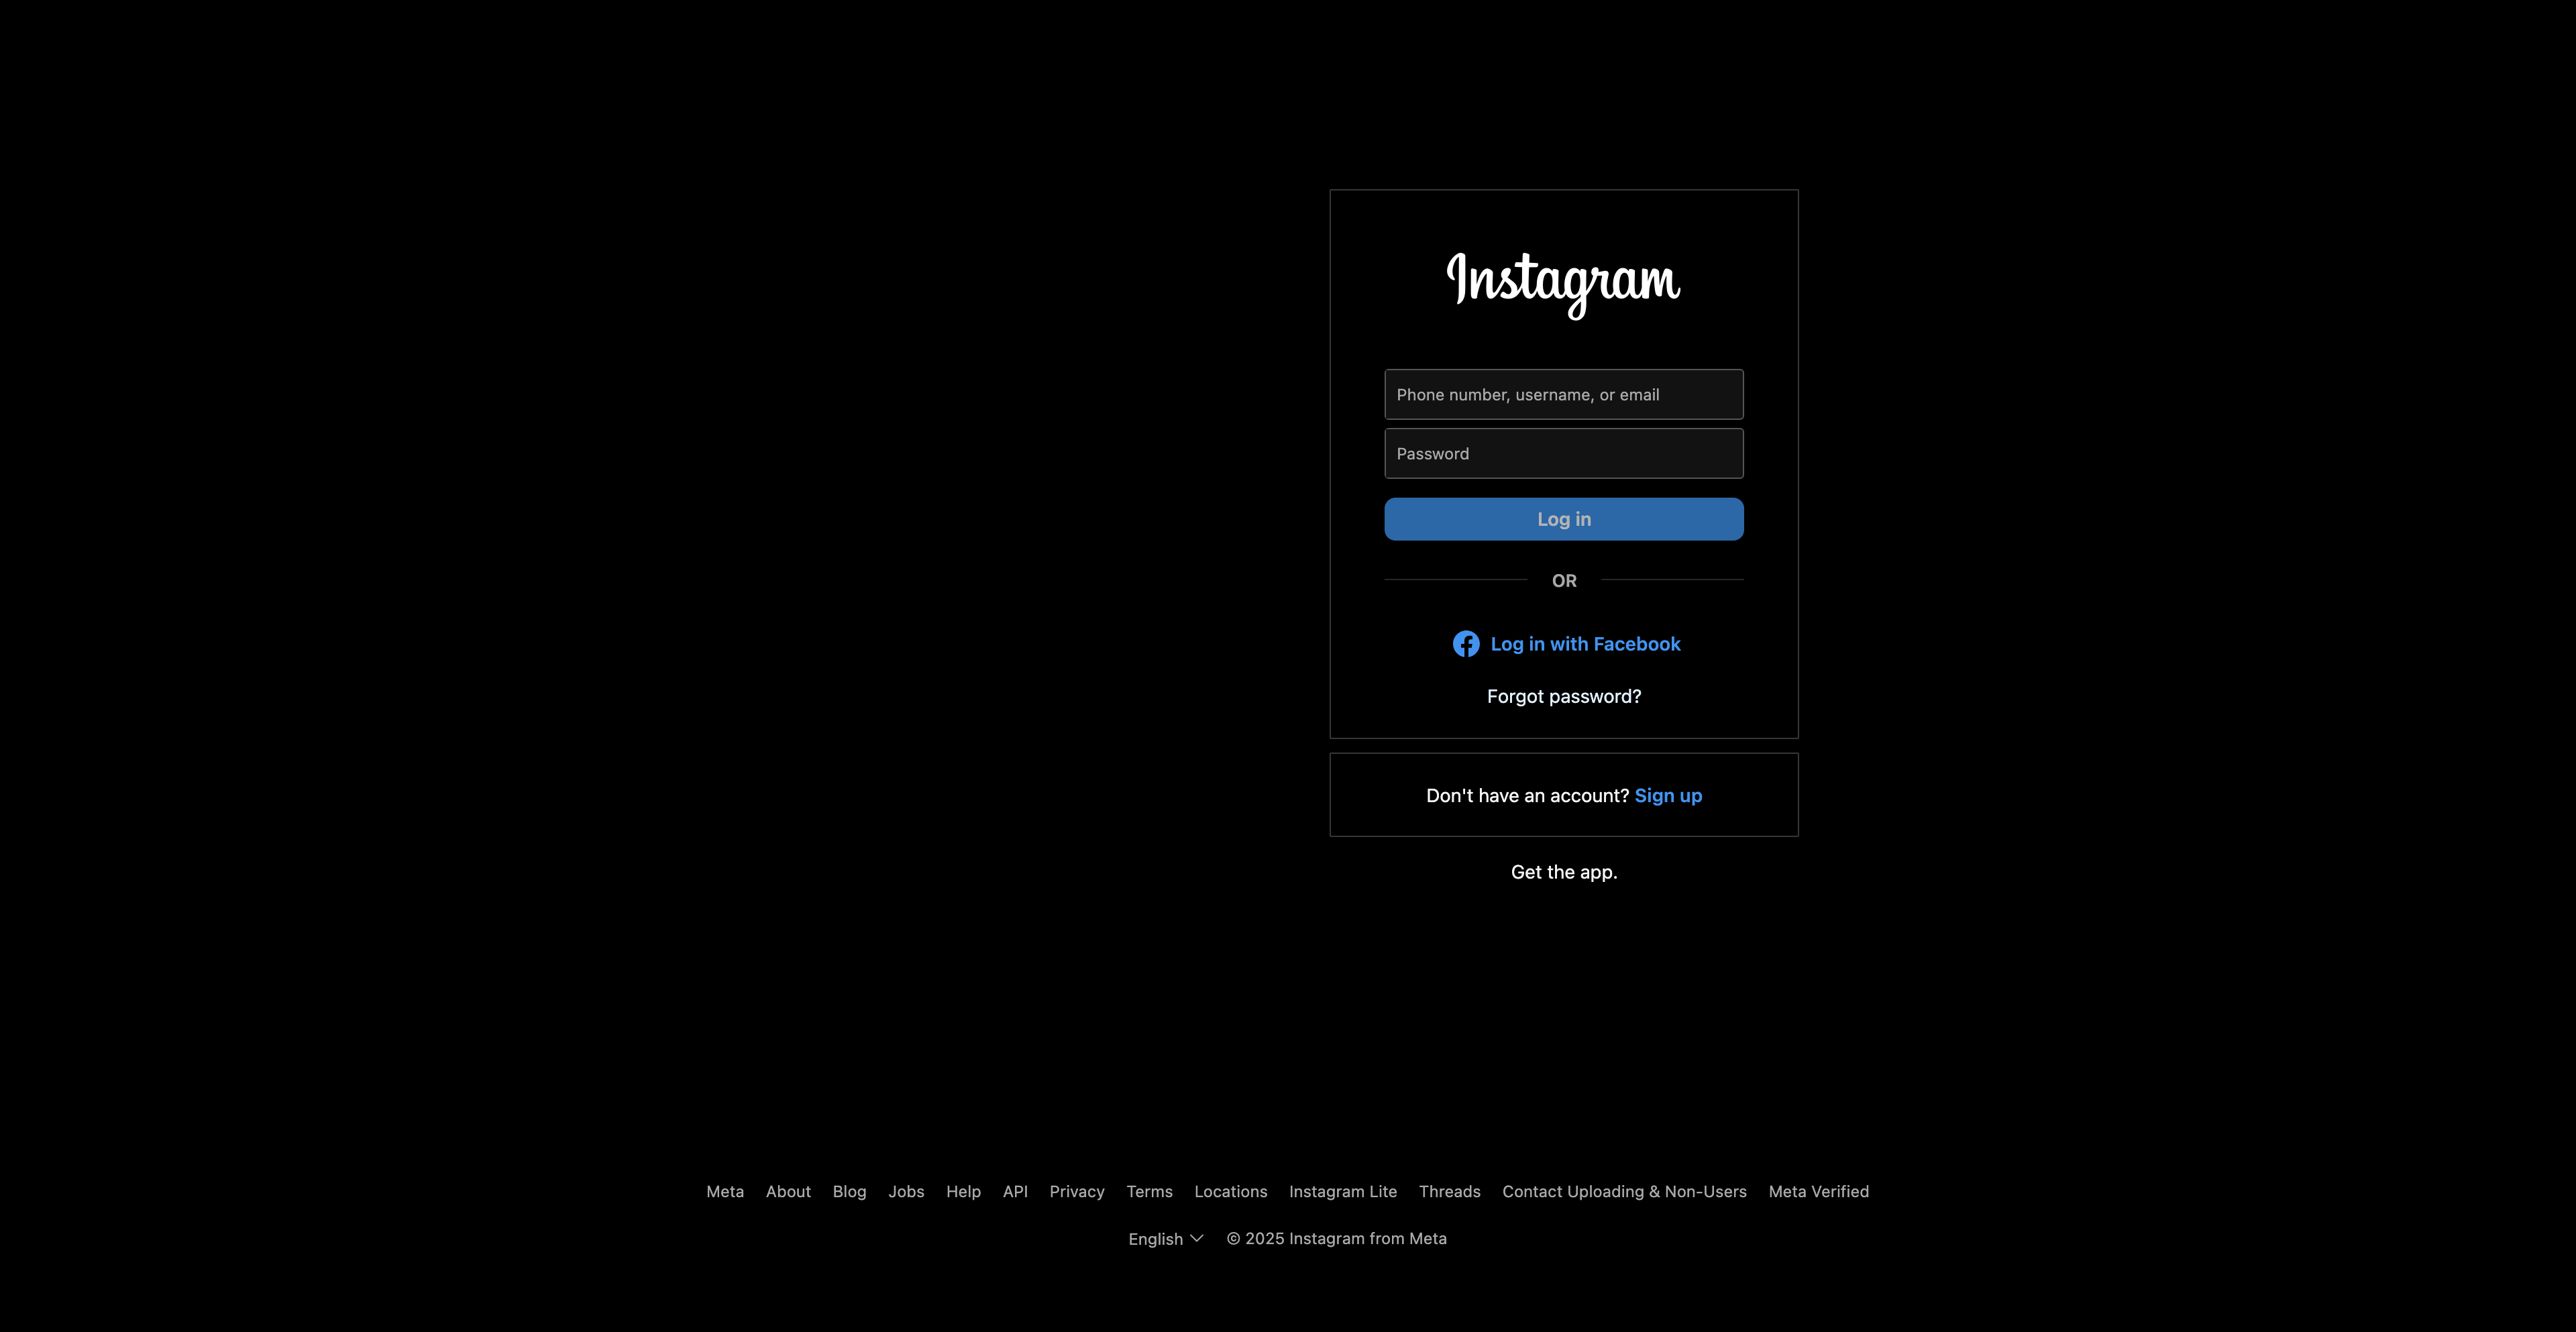 Instagram
Phone number, username, or email
Password
Log in
OR
Log in with Facebook
Forgot password?
Don't have an account? Sign up
Get the app.
Meta About Blog Jobs Help API Privacy Terms Locations Instagram Lite Threads Contact Uploading & Non-Users Meta Verified
English © 2025 Instagram from Meta